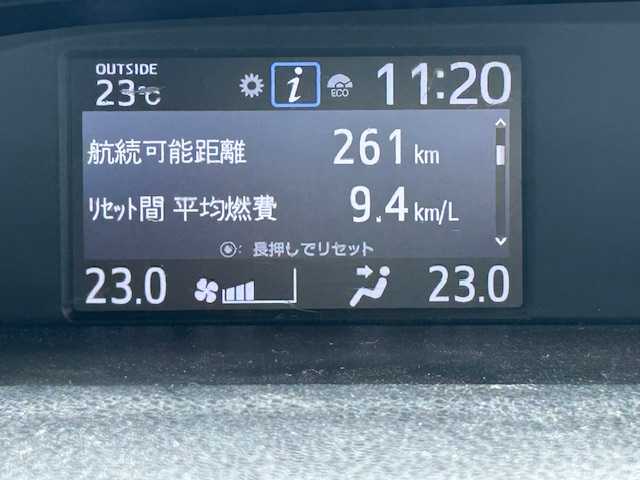 OUTSIDE
23℃
i ECO 11:20
航続可能距離 261 km
リセット間 平均燃費 9.4 km/L
⦿: 長押しでリセット
23.0 23.0